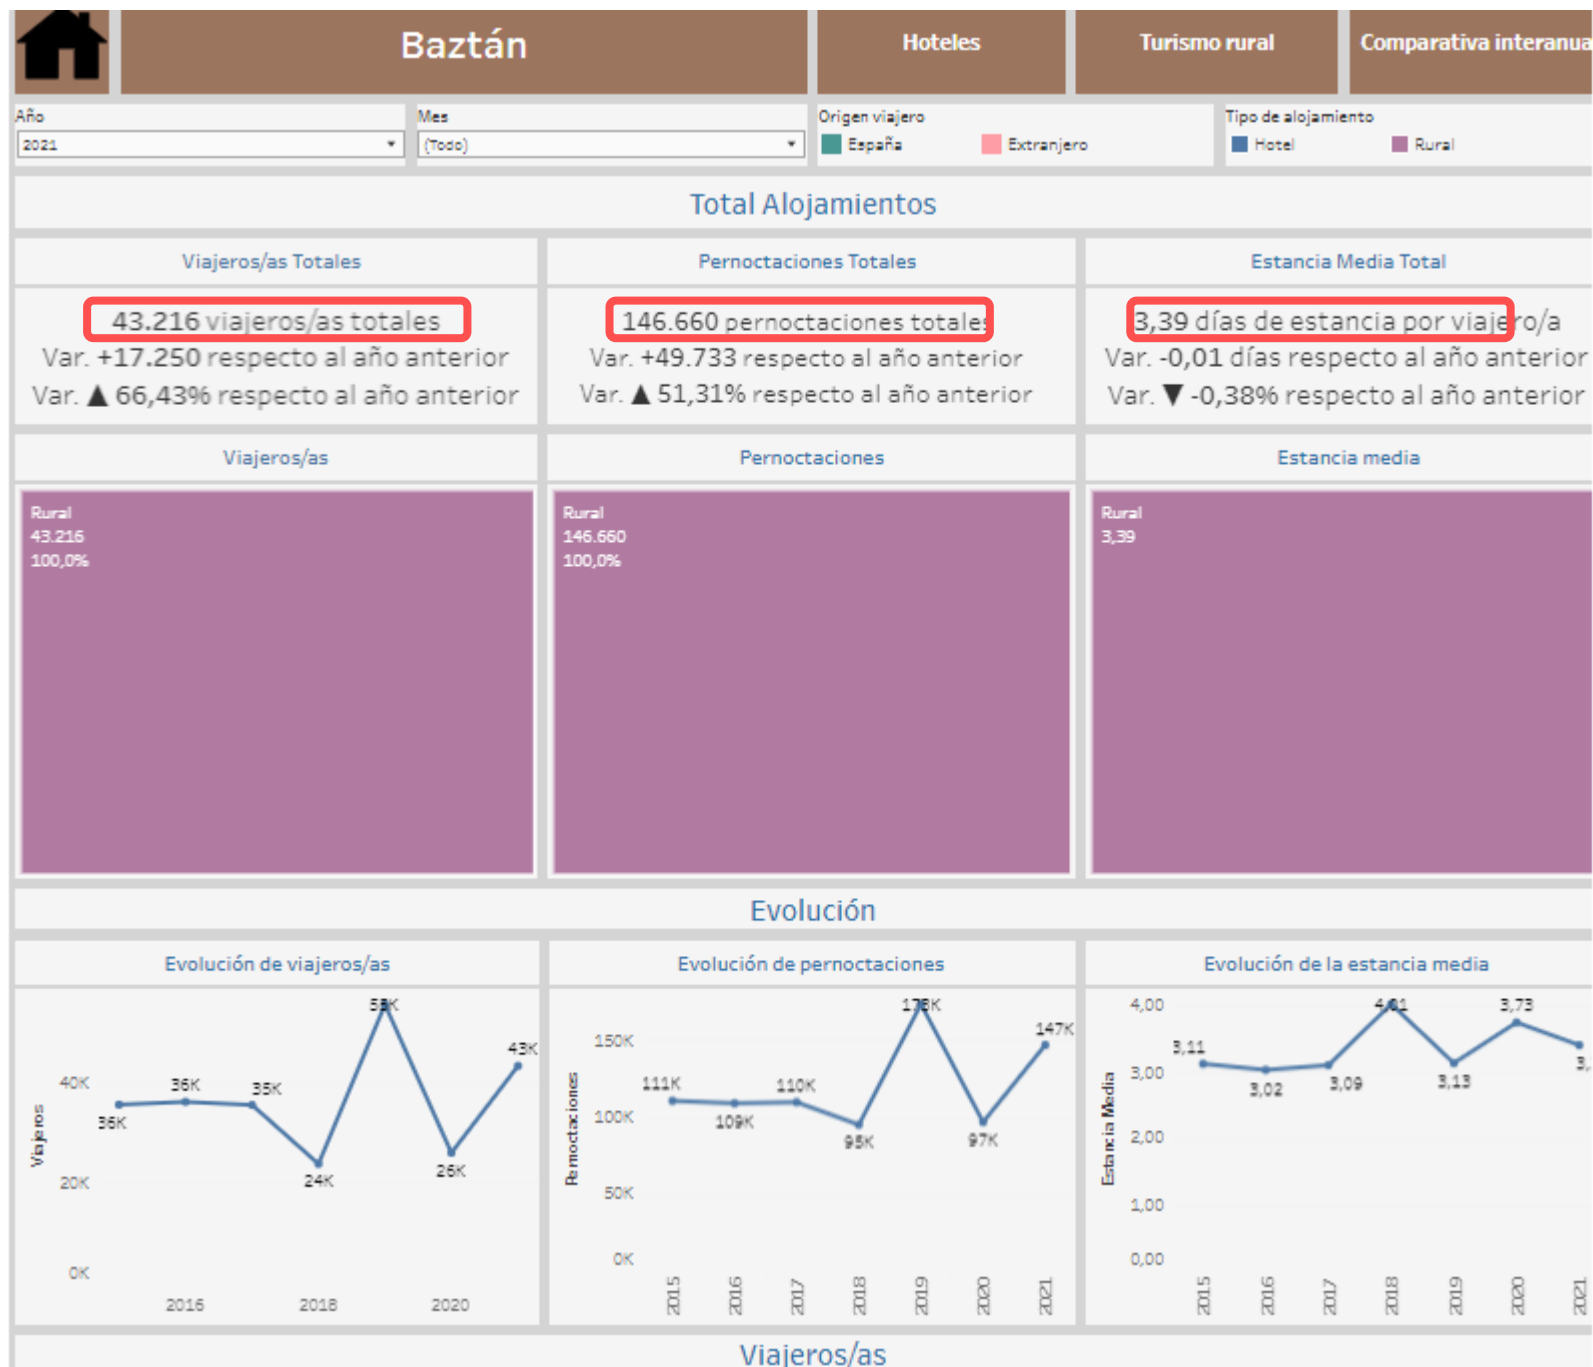 Baztán
Hoteles
Turismo rural
Comparativa interanua
Año
2021
Mes
(Todo)
Origen viajero
España
Extranjero
Tipo de alojamiento
Hotel
Rural
Total Alojamientos
Viajeros/as Totales
43.216 viajeros/as totales
Var. +17.250 respecto al año anterior
Var. ▲ 66,43% respecto al año anterior
Pernoctaciones Totales
146.660 pernoctaciones totales
Var. +49.733 respecto al año anterior
Var. ▲ 51,31% respecto al año anterior
Estancia Media Total
3,39 días de estancia por viajero/a
Var. -0,01 días respecto al año anterior
Var. ▼ -0,38% respecto al año anterior
Viajeros/as
Rural
43.216
100,0%
Pernoctaciones
Rural
146.660
100,0%
Estancia media
Rural
3,39
Evolución
Evolución de viajeros/as
Viajeros
40K
20K
0K
36K
36K
35K
24K
26K
43K
2016
2018
2020
Evolución de pernoctaciones
Pernoctaciones
150K
100K
50K
0K
111K
109K
110K
95K
97K
147K
2015
2016
2017
2018
2019
2020
2021
Evolución de la estancia media
Estancia Media
4,00
3,00
2,00
1,00
0,00
3,11
3,02
3,09
3,13
3,73
3,
2015
2016
2017
2018
2019
2020
2021
Viajeros/as